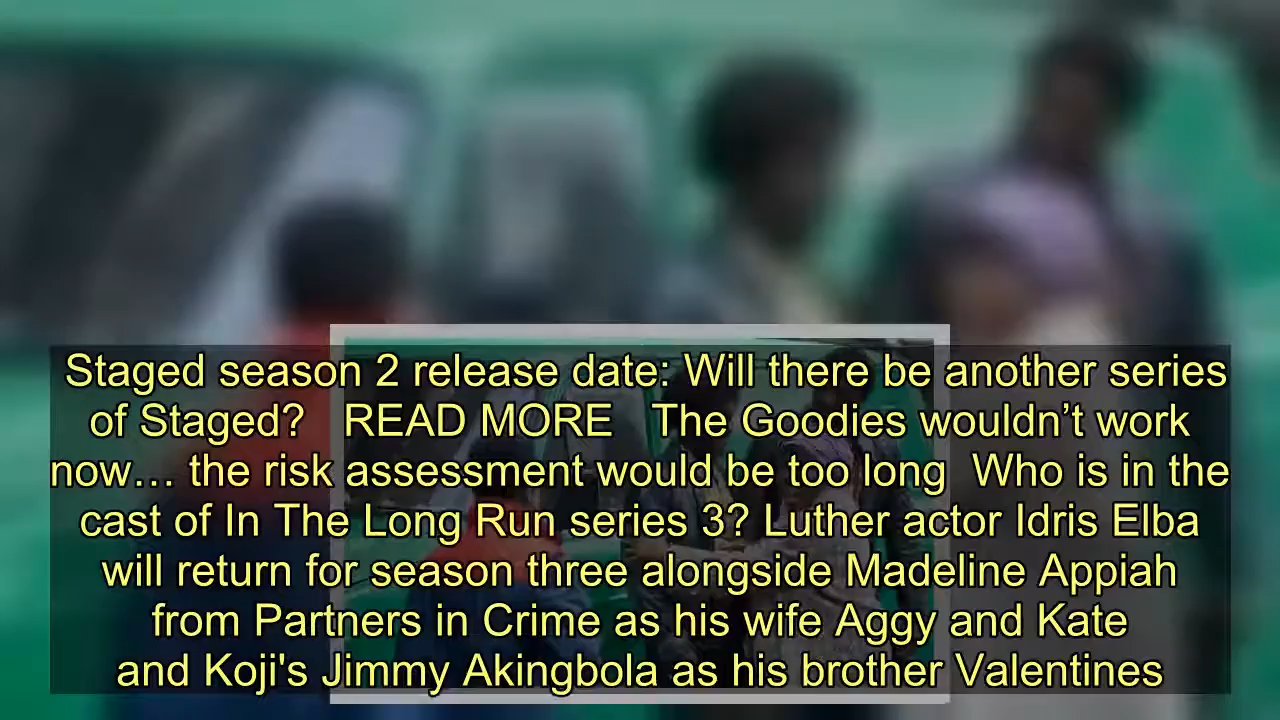 Staged season 2 release date: Will there be another series
of Staged?   READ MORE   The Goodies wouldn’t work
now… the risk assessment would be too long  Who is in the
cast of In The Long Run series 3? Luther actor Idris Elba
will return for season three alongside Madeline Appiah
from Partners in Crime as his wife Aggy and Kate
and Koji's Jimmy Akingbola as his brother Valentines